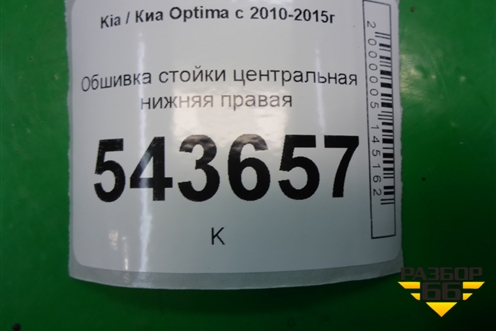 Kia / Киа Optima с 2010-2015г
Обшивка стойки центральная
нижняя правая
543657
К
2000005145162
РАЗБОР
66